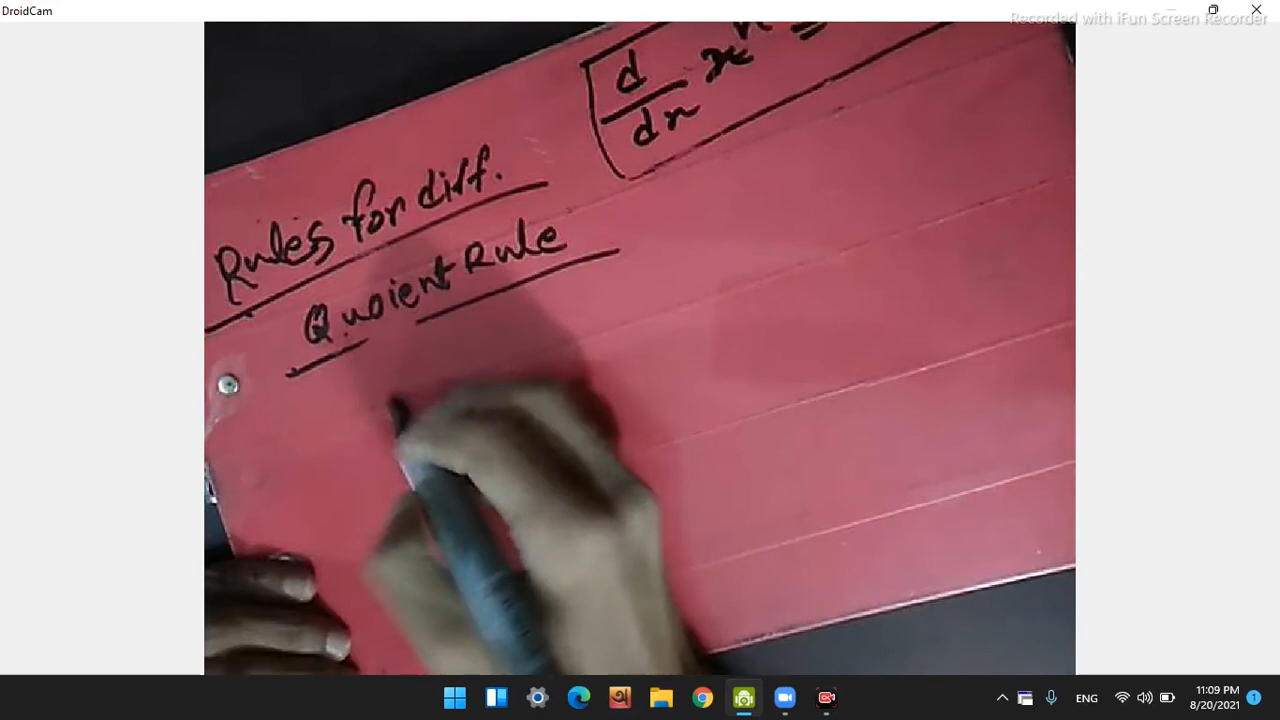 DroidCam
Recorded with iFun Screen Recorder
d
dx
Rules for diff.
Quoient Rule
ENG
11:09 PM
8/20/2021
1